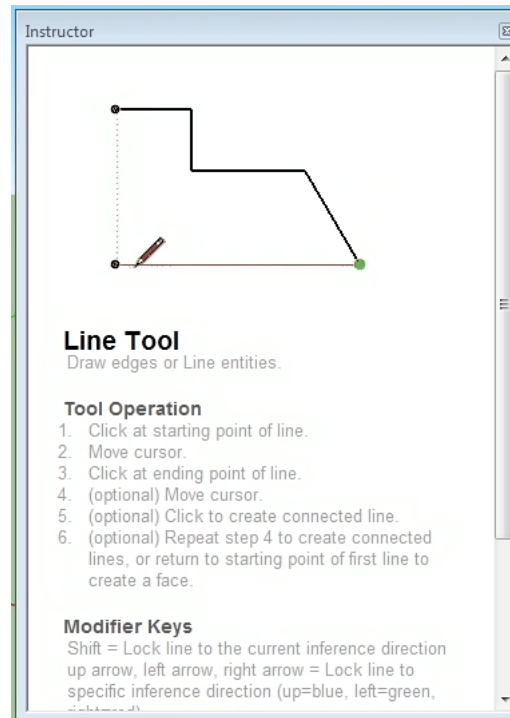 Instructor
Line Tool
Draw edges or Line entities.
Tool Operation
1. Click at starting point of line.
2. Move cursor.
3. Click at ending point of line.
4. (optional) Move cursor.
5. (optional) Click to create connected line.
6. (optional) Repeat step 4 to create connected
lines, or return to starting point of first line to
create a face.
Modifier Keys
Shift = Lock line to the current inference direction
up arrow, left arrow, right arrow = Lock line to
specific inference direction (up=blue, left=green,
right=red)